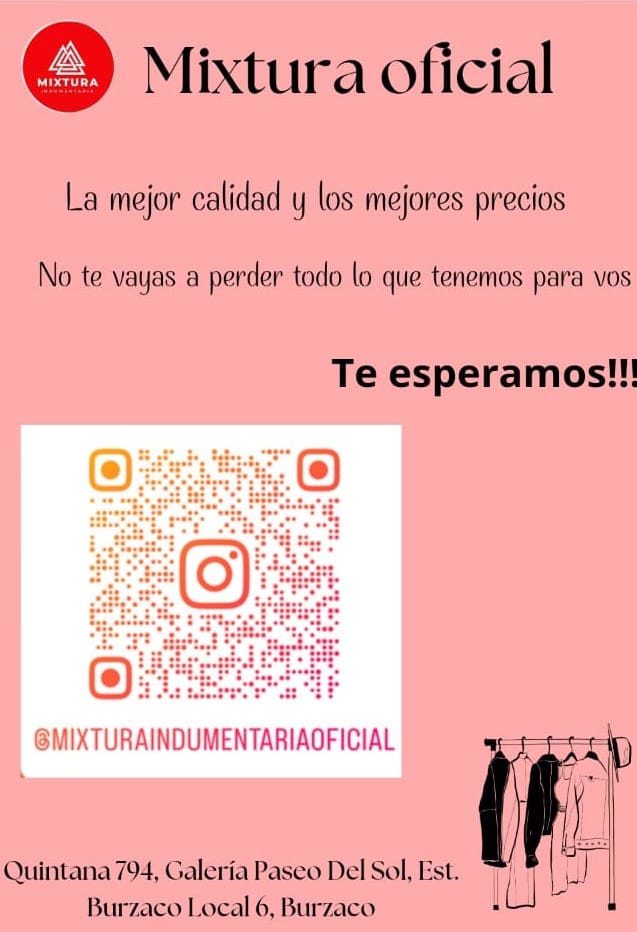 MIXTURA
INDUMENTARIA
Mixtura oficial
La mejor calidad y los mejores precios
No te vayas a perder todo lo que tenemos para vos
Te esperamos!!!
@MIXTURAINDUMENTARIAOFICIAL
Quintana 794, Galería Paseo Del Sol, Est.
Burzaco Local 6, Burzaco